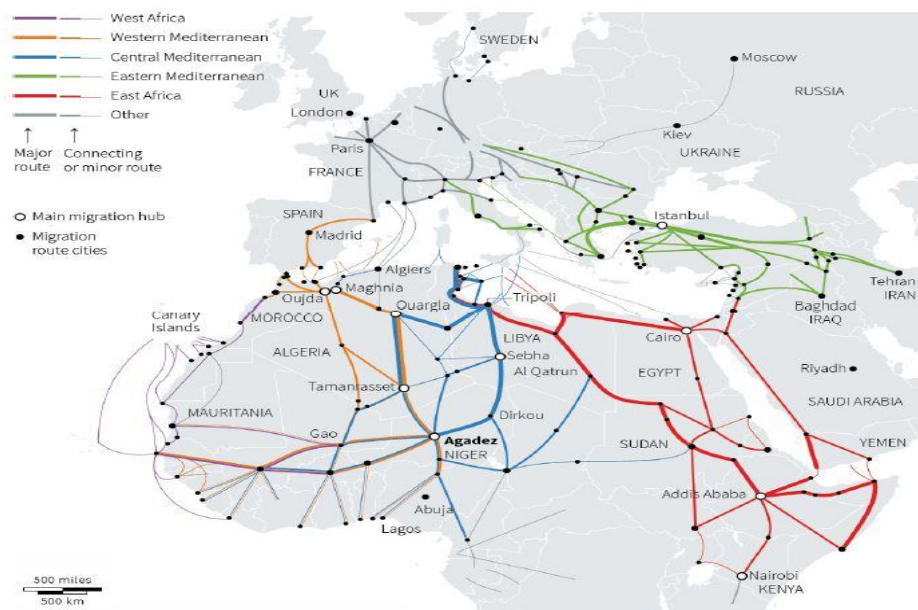 West Africa
Western Mediterranean
Central Mediterranean
Eastern Mediterranean
East Africa
Other
Major route
Connecting or minor route
Main migration hub
Migration route cities
SWEDEN
Moscow
RUSSIA
UK
London
Kiev
UKRAINE
Paris
FRANCE
SPAIN
Madrid
Istanbul
Algiers
Tehran
IRAN
Oujda
Maghnia
Ouargla
Tripoli
Baghdad
IRAQ
Canary Islands
MOROCCO
LIBYA
Cairo
ALGERIA
Sebha
Al Qatrun
EGYPT
Riyadh
Tamanrasset
SAUDI ARABIA
MAURITANIA
Dirkou
Gao
Agadez
NIGER
SUDAN
YEMEN
Addis Ababa
Abuja
Lagos
500 miles
500 km
Nairobi
KENYA